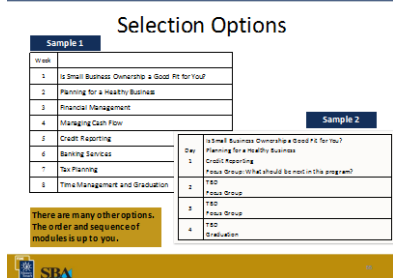 Selection Options
Sample 1
Week
1 Is Small Business Ownership a Good Fit for You?
2 Planning for a Healthy Business
3 Financial Management
4 Managing Cash Flow
5 Credit Reporting
6 Banking Services
7 Tax Planning
8 Time Management and Graduation
Sample 2
Day 1
Is Small Business Ownership a Good Fit for You?
Planning for a Healthy Business
Credit Reporting
Focus Group: What should be next in the program?
2 TBD
Focus Group
3 TBD
Focus Group
4 TBD
Graduation
There are many other options.
The order and sequence of
modules is up to you.
SBA